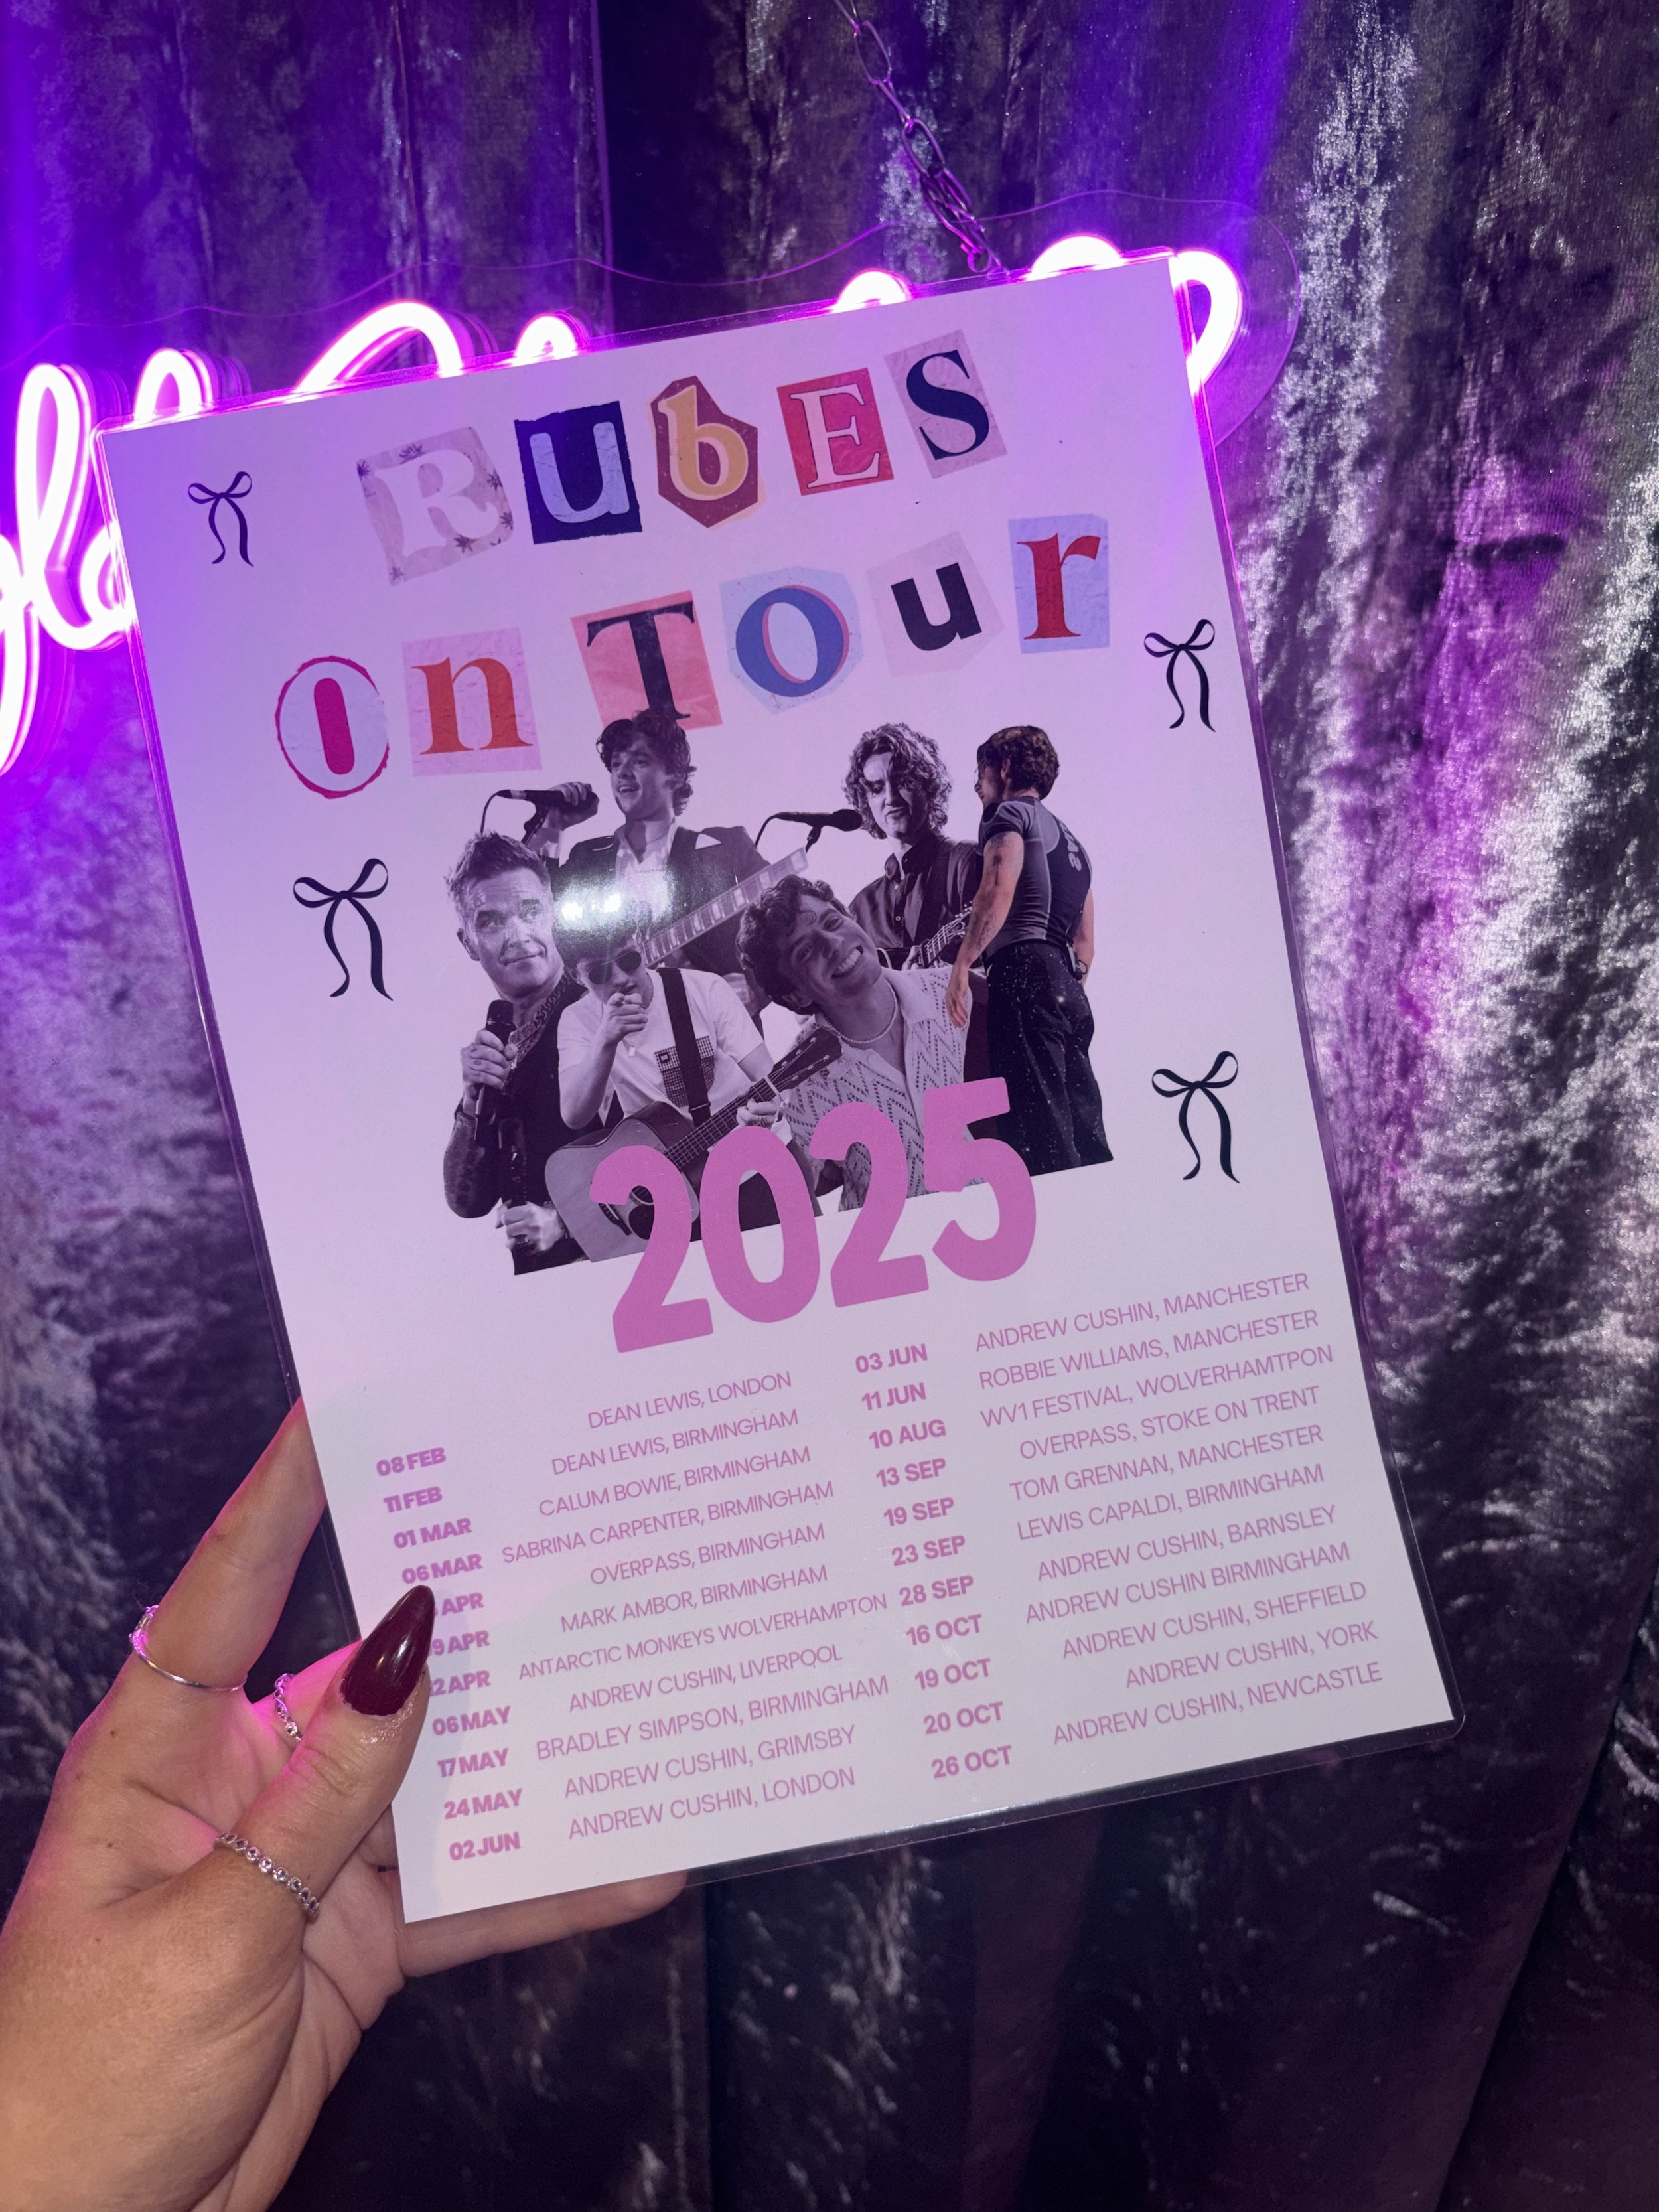 RubES
On TOur
2025
08 FEB DEAN LEWIS, LONDON
11 FEB DEAN LEWIS, BIRMINGHAM
01 MAR CALUM BOWIE, BIRMINGHAM
06 MAR SABRINA CARPENTER, BIRMINGHAM
APR OVERPASS, BIRMINGHAM
9 APR MARK AMBOR, BIRMINGHAM
2 APR ANTARCTIC MONKEYS WOLVERHAMPTON
06 MAY ANDREW CUSHIN, LIVERPOOL
17 MAY BRADLEY SIMPSON, BIRMINGHAM
24 MAY ANDREW CUSHIN, GRIMSBY
02 JUN ANDREW CUSHIN, LONDON
03 JUN ANDREW CUSHIN, MANCHESTER
11 JUN ROBBIE WILLIAMS, MANCHESTER
10 AUG WV1 FESTIVAL, WOLVERHAMTPON
13 SEP OVERPASS, STOKE ON TRENT
19 SEP TOM GRENNAN, MANCHESTER
23 SEP LEWIS CAPALDI, BIRMINGHAM
28 SEP ANDREW CUSHIN, BARNSLEY
16 OCT ANDREW CUSHIN BIRMINGHAM
19 OCT ANDREW CUSHIN, SHEFFIELD
20 OCT ANDREW CUSHIN, YORK
26 OCT ANDREW CUSHIN, NEWCASTLE